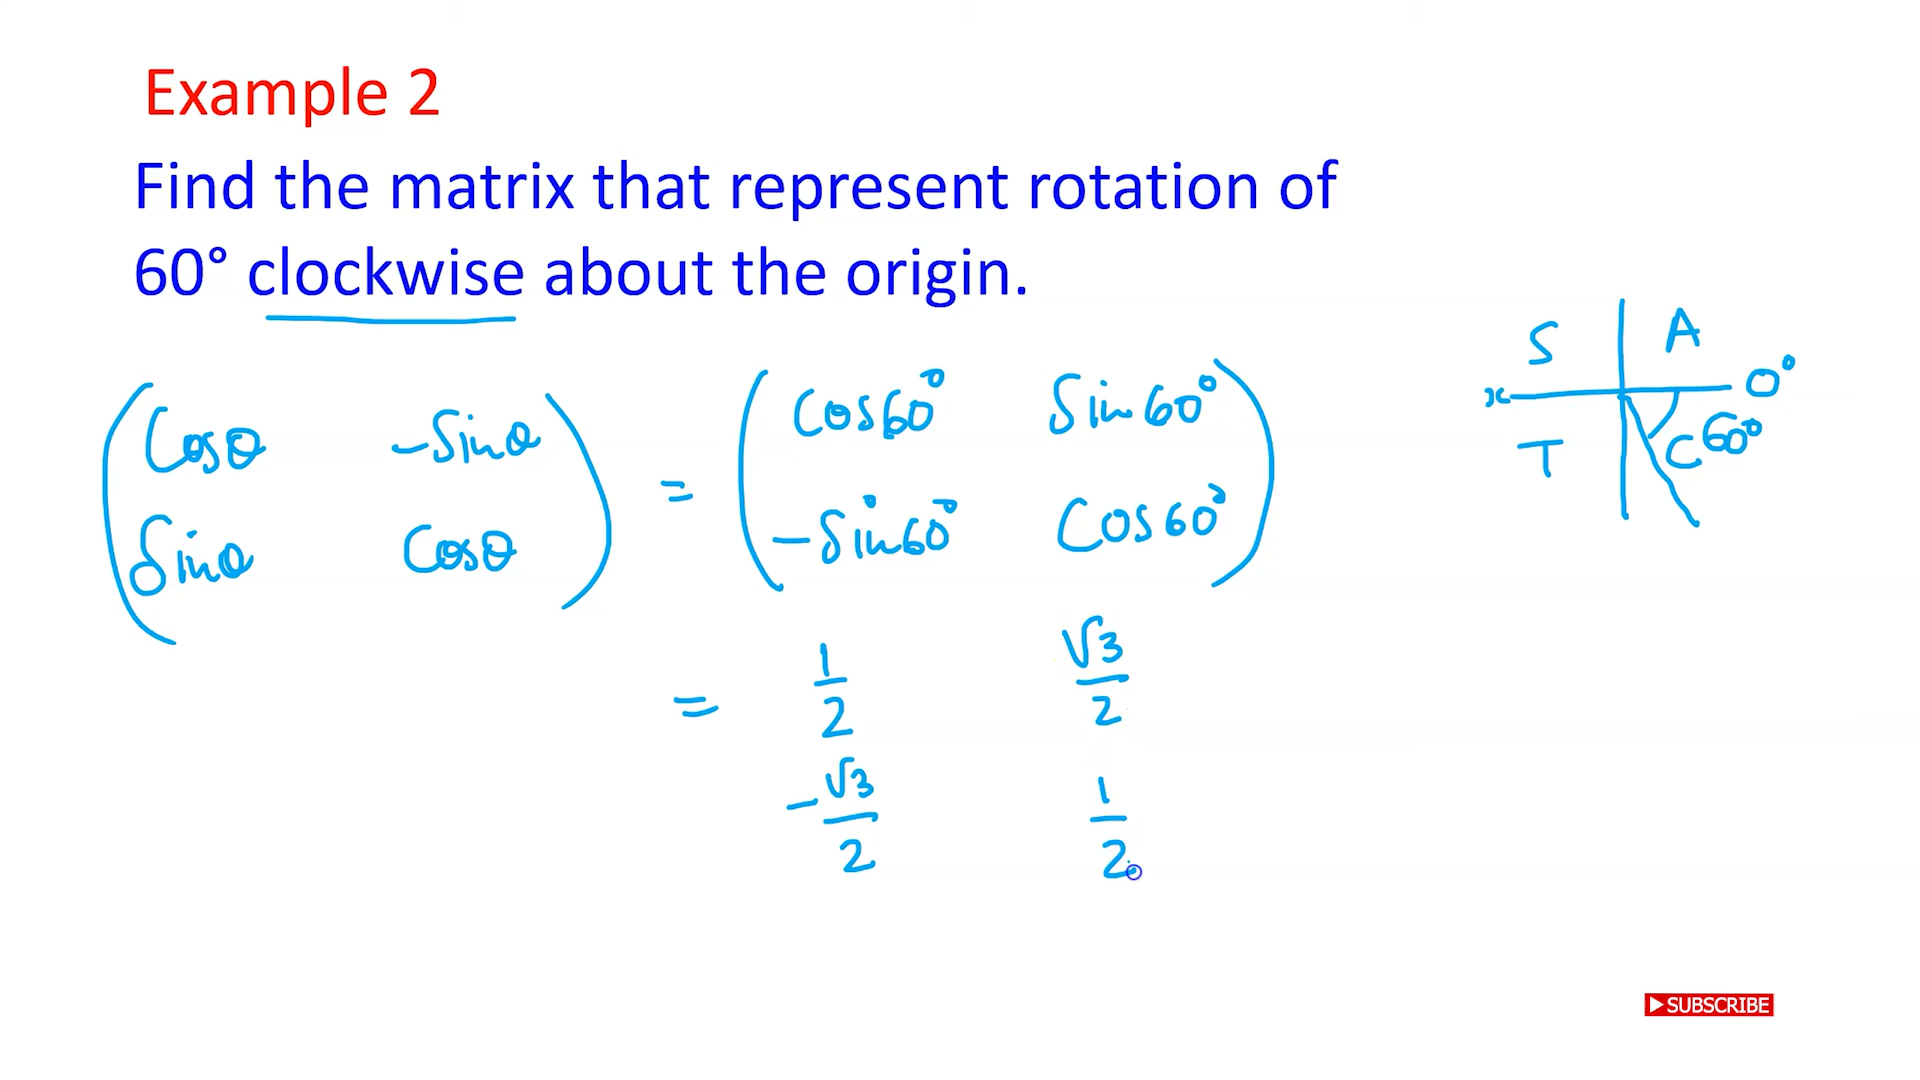 Example 2
Find the matrix that represent rotation of
60° clockwise about the origin.
S A
x 0°
T C 60°
Cosθ -Sinθ = Cos60° Sin60°
Sinθ Cosθ -Sin60° Cos60°
= 1/2 √3/2
-√3/2 1/2
SUBSCRIBE